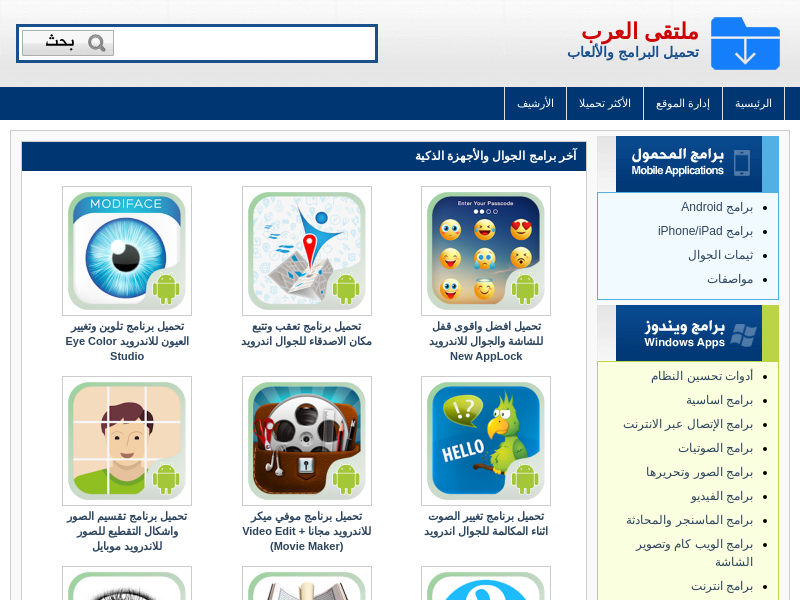 ملتقى العرب
تحميل البرامج والألعاب
بحث
الرئيسية
إدارة الموقع
الأكثر تحميلا
الأرشيف
برامج المحمول
Mobile Applications
برامج Android
برامج iPhone/iPad
ثيمات الجوال
مواصفات
برامج ويندوز
Windows Apps
أدوات تحسين النظام
برامج اساسية
برامج الإتصال عبر الانترنت
برامج الصوتيات
برامج الصور وتحريرها
برامج الفيديو
برامج الماسنجر والمحادثة
برامج الويب كام وتصوير
الشاشة
برامج انترنت
آخر برامج الجوال والأجهزة الذكية
Enter Your Passcode
تحميل افضل واقوى قفل
للشاشة والجوال للاندرويد
New AppLock
تحميل برنامج تعقب وتتبع
مكان الاصدقاء للجوال اندرويد
MODIFACE
تحميل برنامج تلوين وتغيير
العيون للاندرويد Eye Color
Studio
!?
HELLO
تحميل برنامج تغيير الصوت
اثناء المكالمة للجوال اندرويد
تحميل برنامج موفي ميكر
للاندرويد مجانا + Video Edit
(Movie Maker)
تحميل برنامج تقسيم الصور
واشكال التقطيع للصور
للاندرويد موبايل